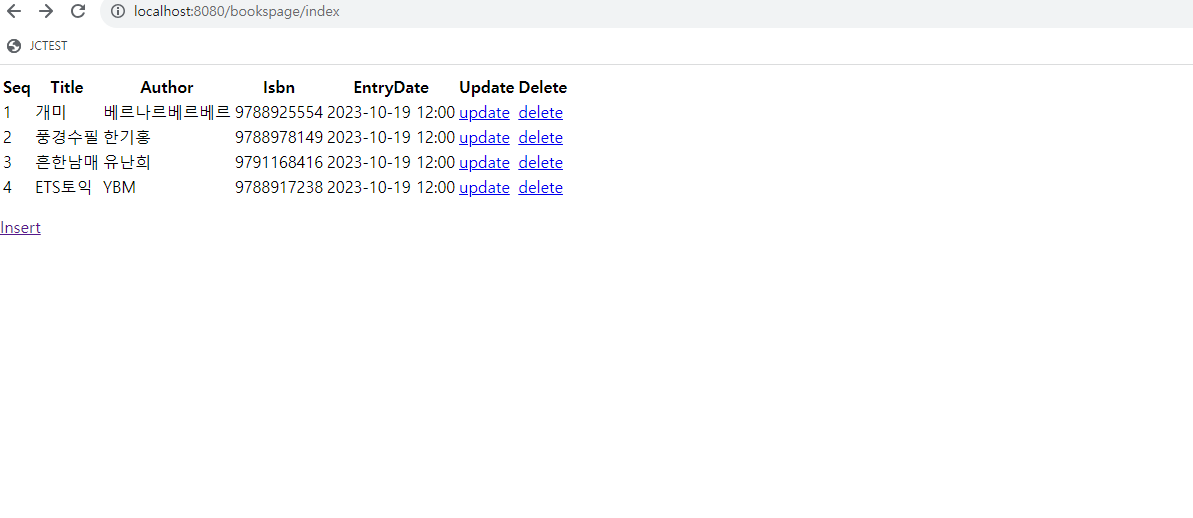 localhost:8080/bookspage/index
JCTEST
Seq Title Author Isbn EntryDate Update Delete
1 개미 베르나르베르베르 9788925554 2023-10-19 12:00 update delete
2 풍경수필 한기홍 9788978149 2023-10-19 12:00 update delete
3 흔한남매 유난희 9791168416 2023-10-19 12:00 update delete
4 ETS토익 YBM 9788917238 2023-10-19 12:00 update delete
Insert